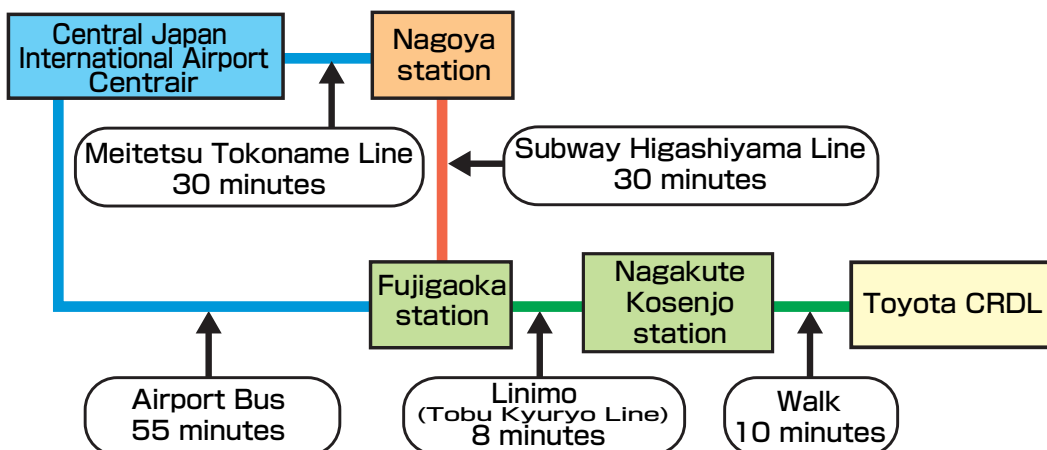 Central Japan
International Airport
Centrair
Nagoya
station
Meitetsu Tokoname Line
30 minutes
Subway Higashiyama Line
30 minutes
Fujigaoka
station
Nagakute
Kosenjo
station
Toyota CRDL
Airport Bus
55 minutes
Linimo
(Tobu Kyuryo Line)
8 minutes
Walk
10 minutes